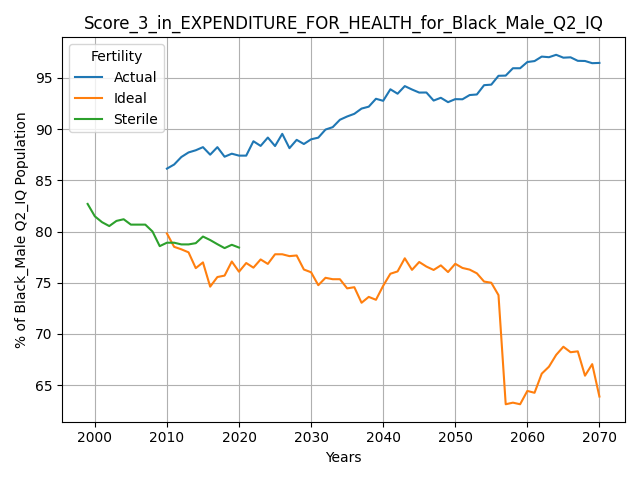 Score_3_in_EXPENDITURE_FOR_HEALTH_for_Black_Male_Q2_IQ
Fertility
Actual
Ideal
Sterile
% of Black_Male Q2_IQ Population
95
90
85
80
75
70
65
2000 2010 2020 2030 2040 2050 2060 2070
Years